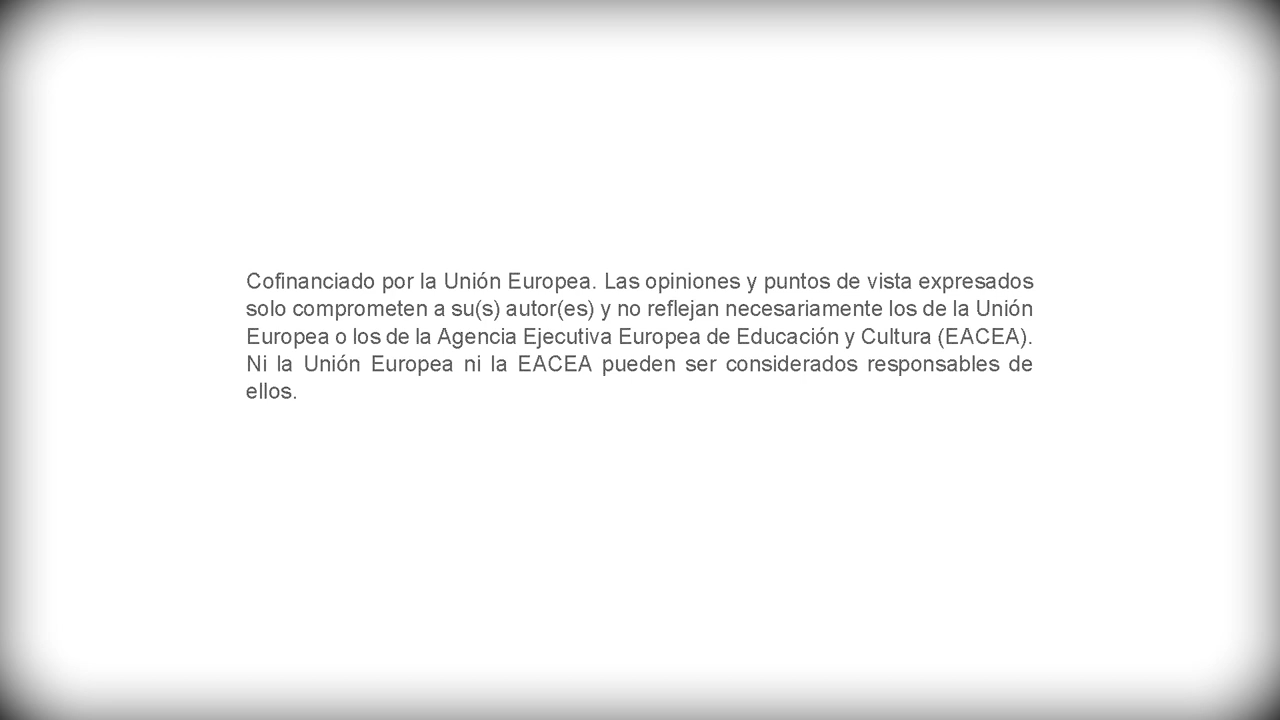 Cofinanciado por la Unión Europea. Las opiniones y puntos de vista expresados
solo comprometen a su(s) autor(es) y no reflejan necesariamente los de la Unión
Europea o los de la Agencia Ejecutiva Europea de Educación y Cultura (EACEA).
Ni la Unión Europea ni la EACEA pueden ser considerados responsables de
ellos.